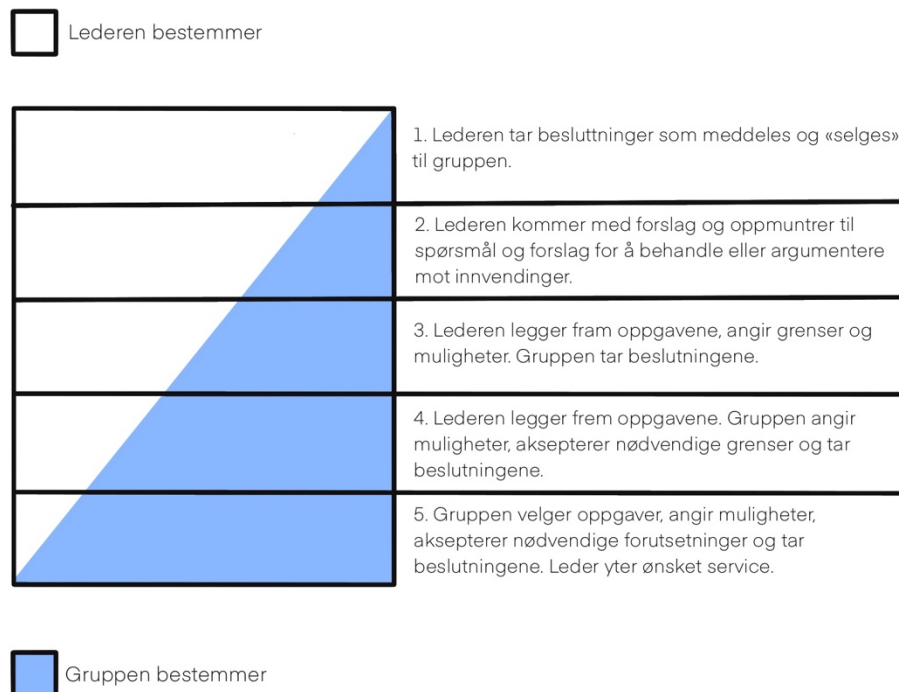 Lederen bestemmer
1. Lederen tar besluttninger som meddeles og «selges»
til gruppen.
2. Lederen kommer med forslag og oppmuntrer til
spørsmål og forslag for å behandle eller argumentere
mot innvendinger.
3. Lederen legger fram oppgavene, angir grenser og
muligheter. Gruppen tar beslutningene.
4. Lederen legger frem oppgavene. Gruppen angir
muligheter, aksepterer nødvendige grenser og tar
beslutningene.
5. Gruppen velger oppgaver, angir muligheter,
aksepterer nødvendige forutsetninger og tar
beslutningene. Leder yter ønsket service.
Gruppen bestemmer